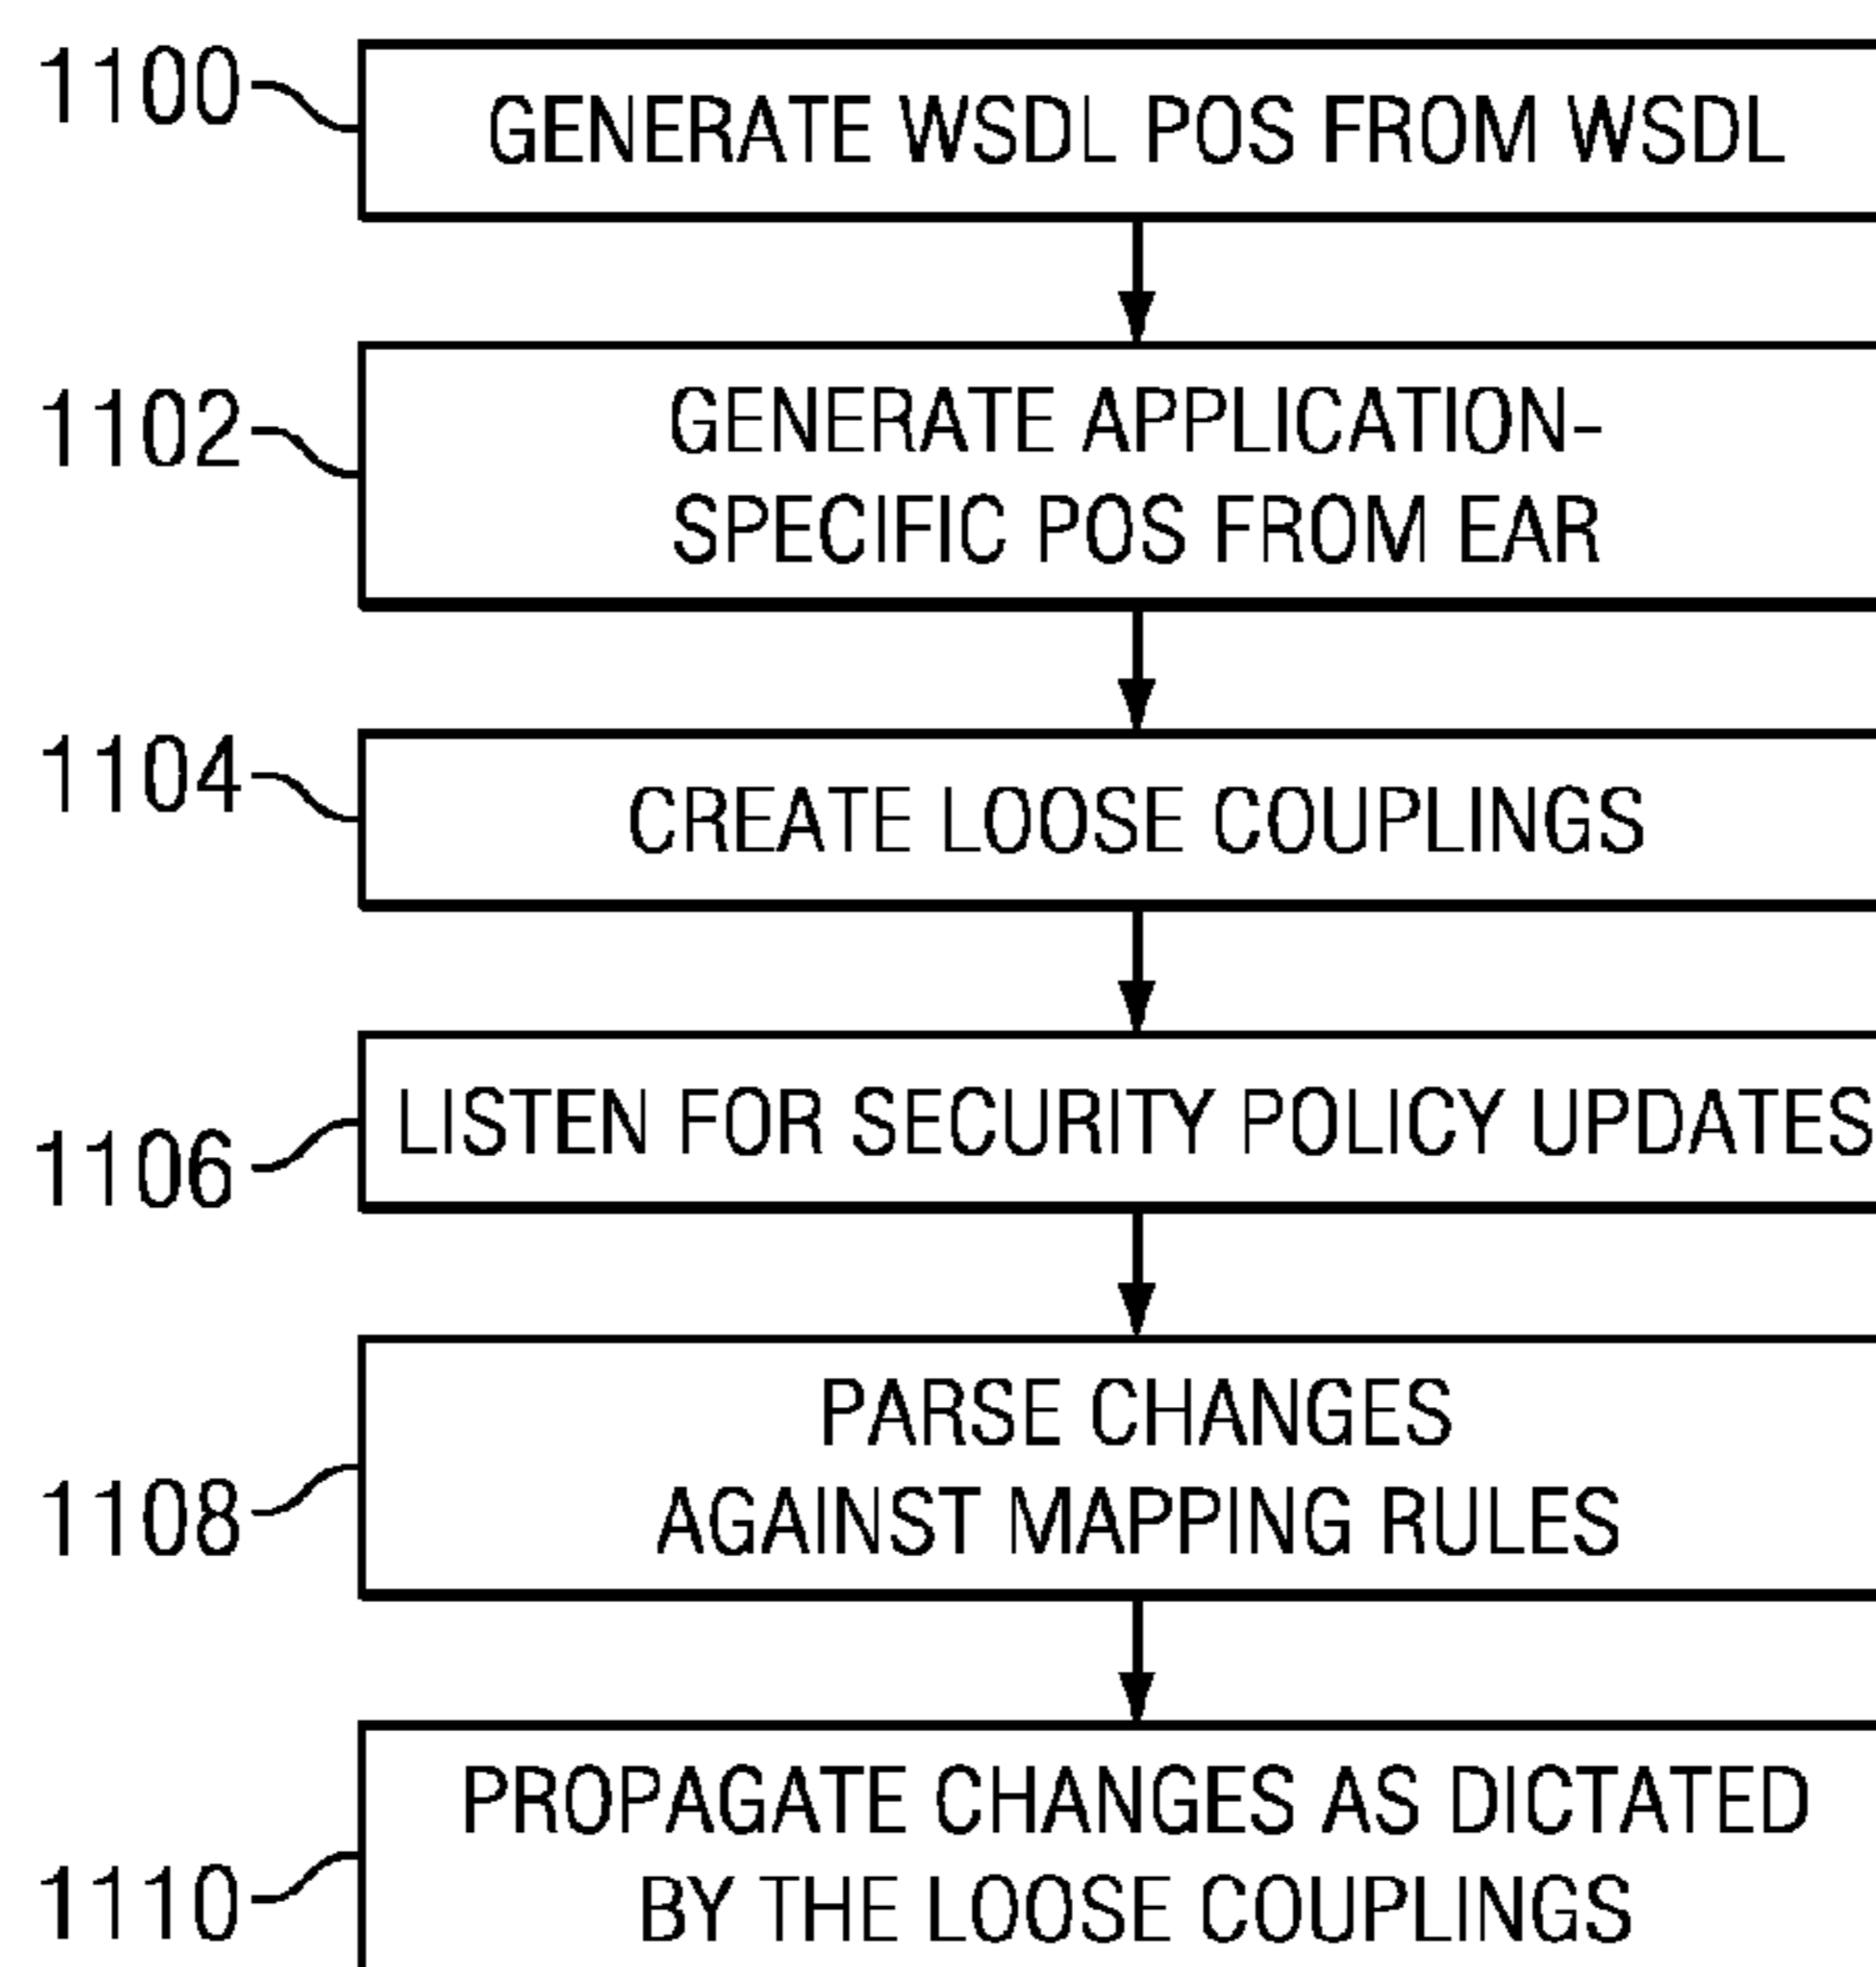 1100
GENERATE WSDL POS FROM WSDL
1102
GENERATE APPLICATION-
SPECIFIC POS FROM EAR
1104
CREATE LOOSE COUPLINGS
1106
LISTEN FOR SECURITY POLICY UPDATES
1108
PARSE CHANGES
AGAINST MAPPING RULES
1110
PROPAGATE CHANGES AS DICTATED
BY THE LOOSE COUPLINGS